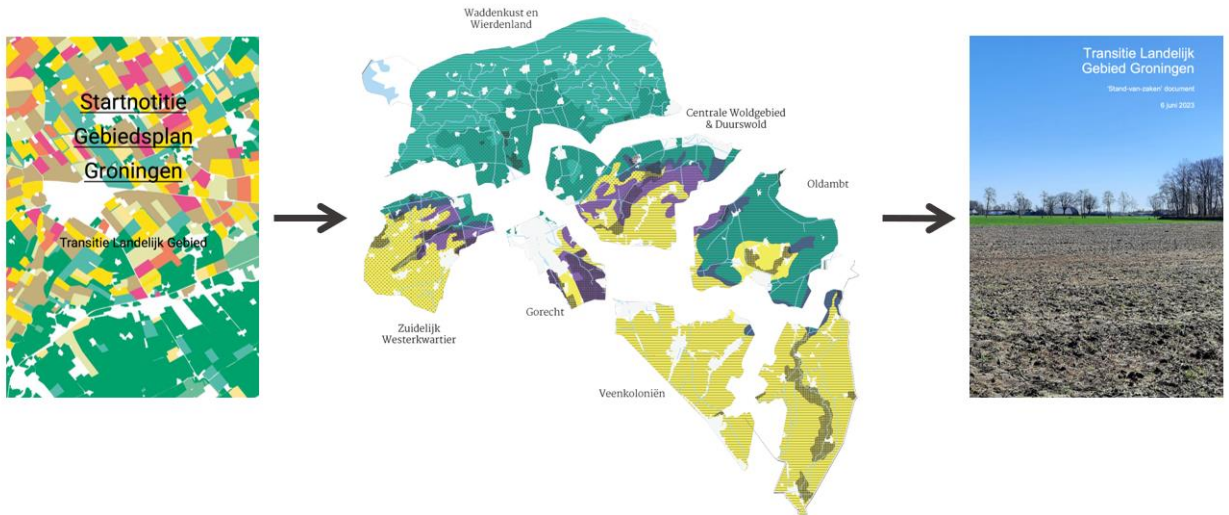 Startnotitie
Gebiedsplan
Groningen
Transitie Landelijk Gebied
Waddenkust en
Wierdenland
Centrale Woldgebied
& Duurswold
Oldambt
Zuidelijk
Westerkwartier
Gorecht
Veenkoloniën
Transitie Landelijk
Gebied Groningen
'Stand-van-zaken' document
6 juni 2023